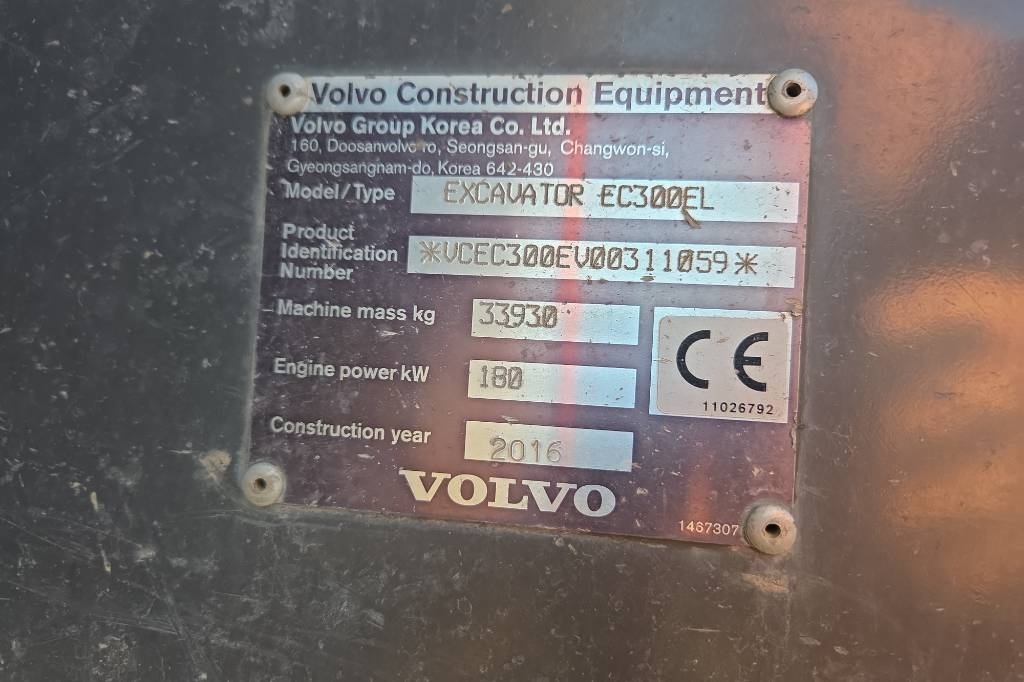 Volvo Construction Equipment
Volvo Group Korea Co. Ltd.
160, Doosanvolvo-ro, Seongsan-gu, Changwon-si,
Gyeongsangnam-do, Korea 642-430
Model/Type EXCAVATOR EC300EL
Product
Identification
Number
*VCEC300EV00311059*
Machine mass kg 33930
Engine power kW 180
CE
11026792
Construction year 2016
VOLVO
1467307